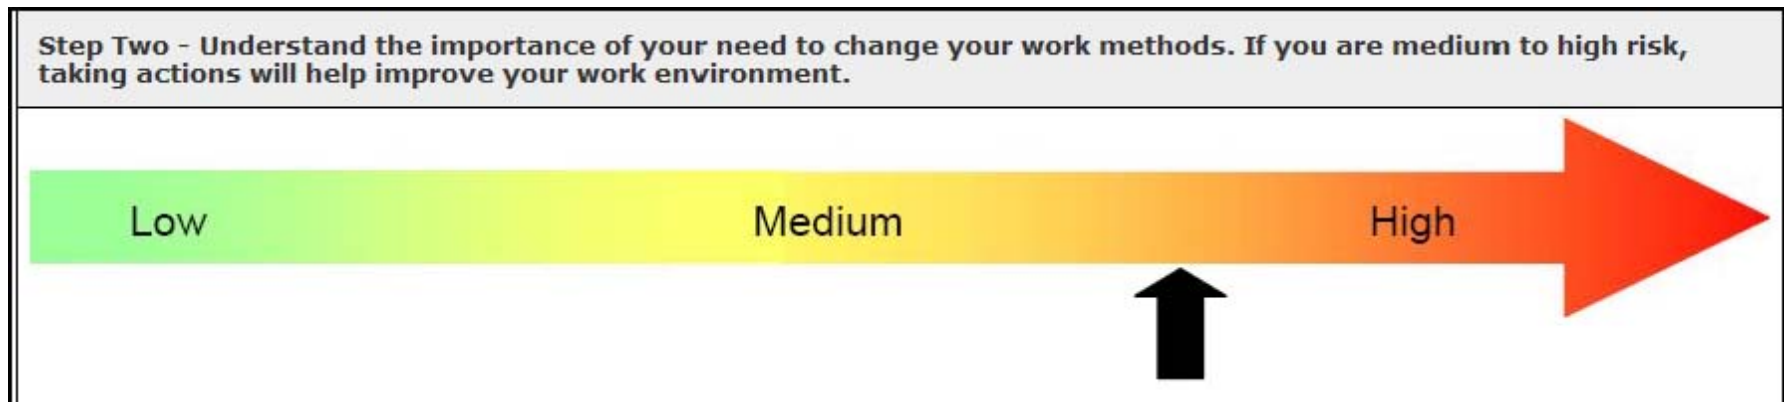 Step Two - Understand the importance of your need to change your work methods. If you are medium to high risk,
taking actions will help improve your work environment.
Low Medium High